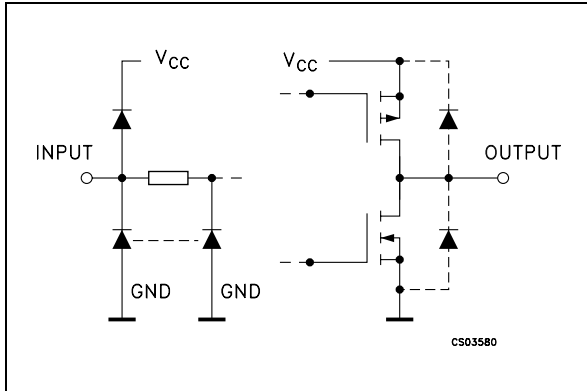 VCC
VCC
INPUT
OUTPUT
GND
GND
CS03580